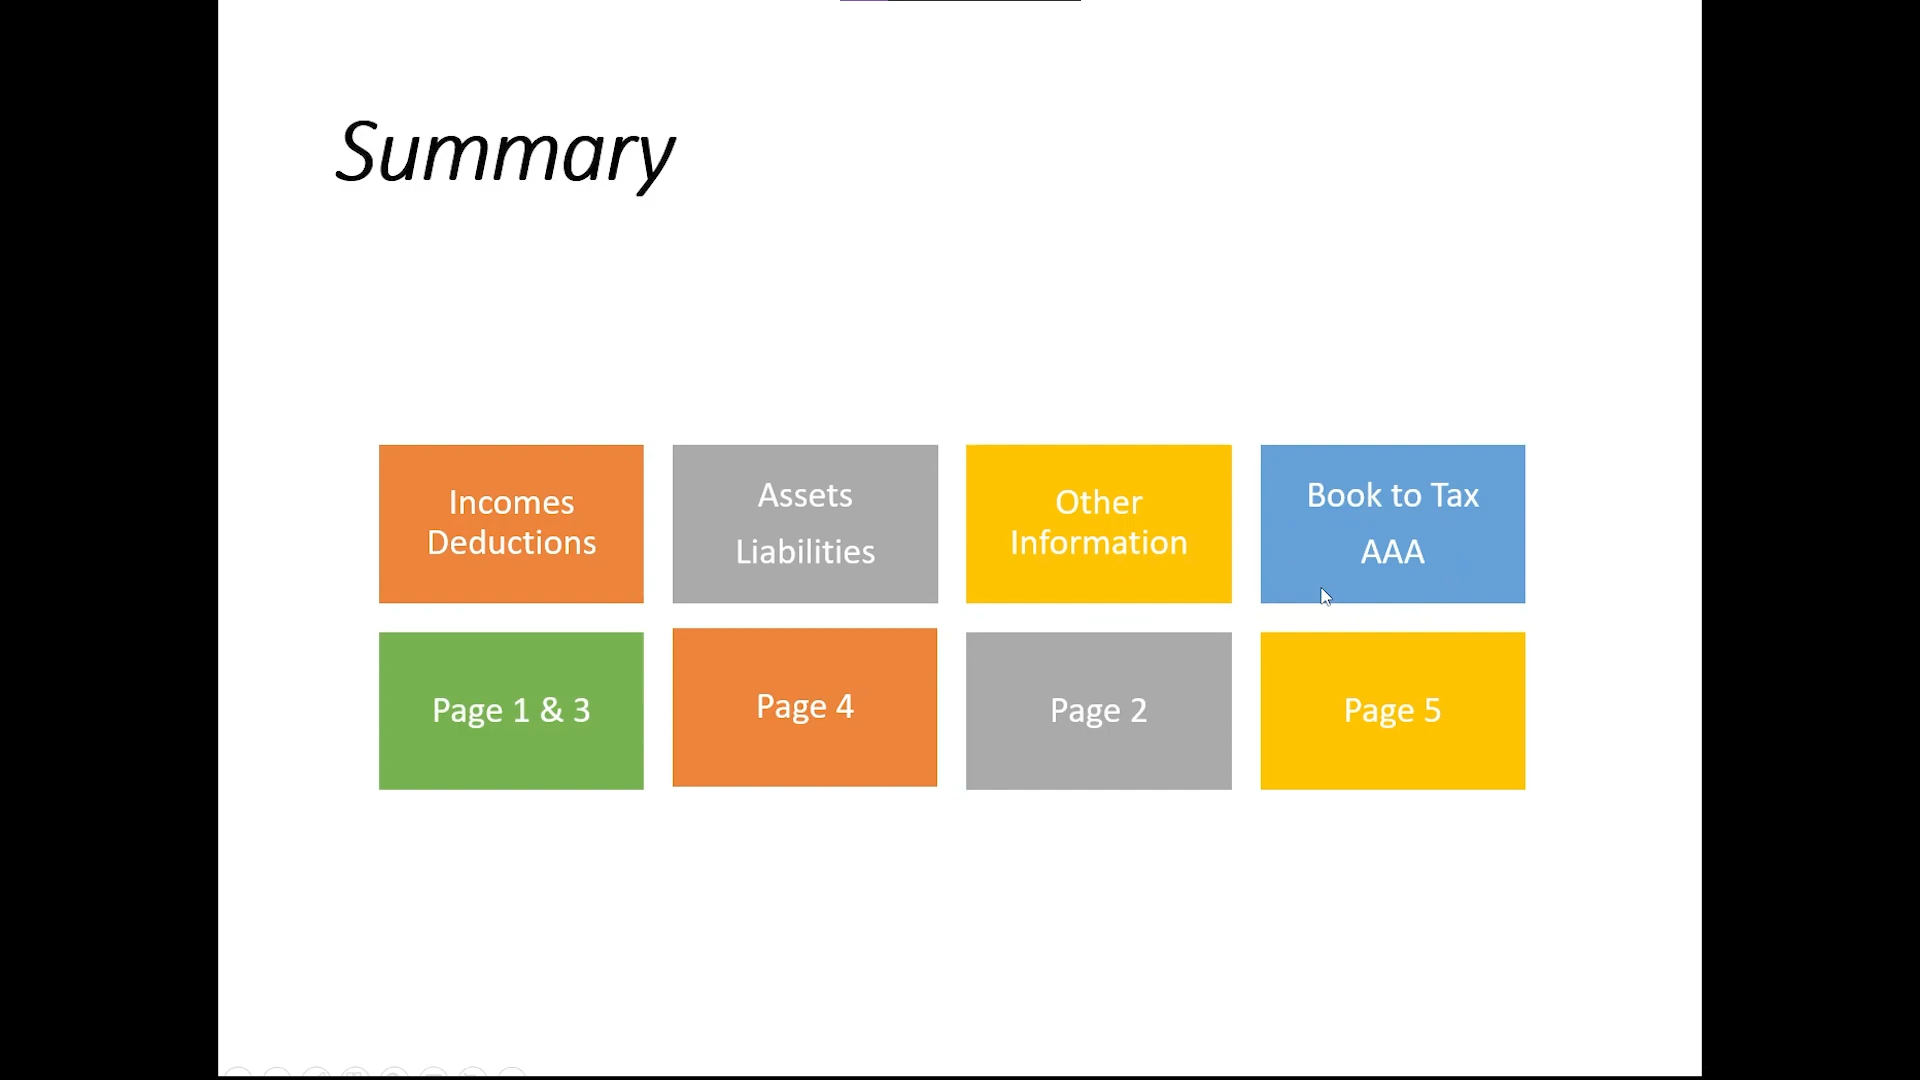 Summary
Incomes
Deductions
Assets
Liabilities
Other
Information
Book to Tax
AAA
Page 1 & 3
Page 4
Page 2
Page 5